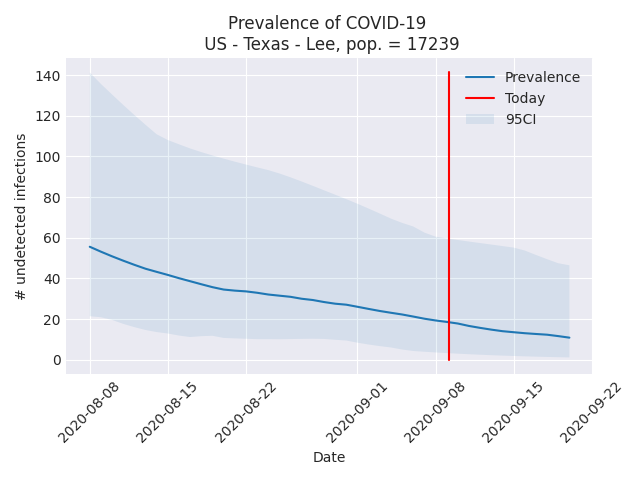 Prevalence of COVID-19
US - Texas - Lee, pop. = 17239
Prevalence
Today
95CI
# undetected infections
140
120
100
80
60
40
20
0
2020-08-08
2020-08-15
2020-08-22
2020-09-01
2020-09-08
2020-09-15
2020-09-22
Date